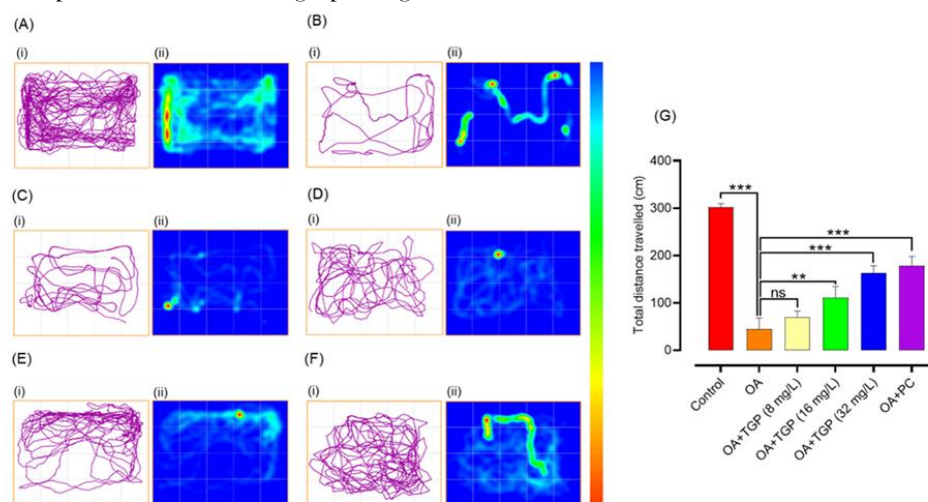 (A)
(i)
(ii)
(B)
(i)
(ii)
(C)
(i)
(ii)
(D)
(i)
(ii)
(E)
(i)
(ii)
(F)
(i)
(ii)
(G)
Total distance travelled (cm)
400
300
200
100
0
***
***
***
**
ns
Control
OA
OA+TGP (8 mg/L)
OA+TGP (16 mg/L)
OA+TGP (32 mg/L)
OA+PC